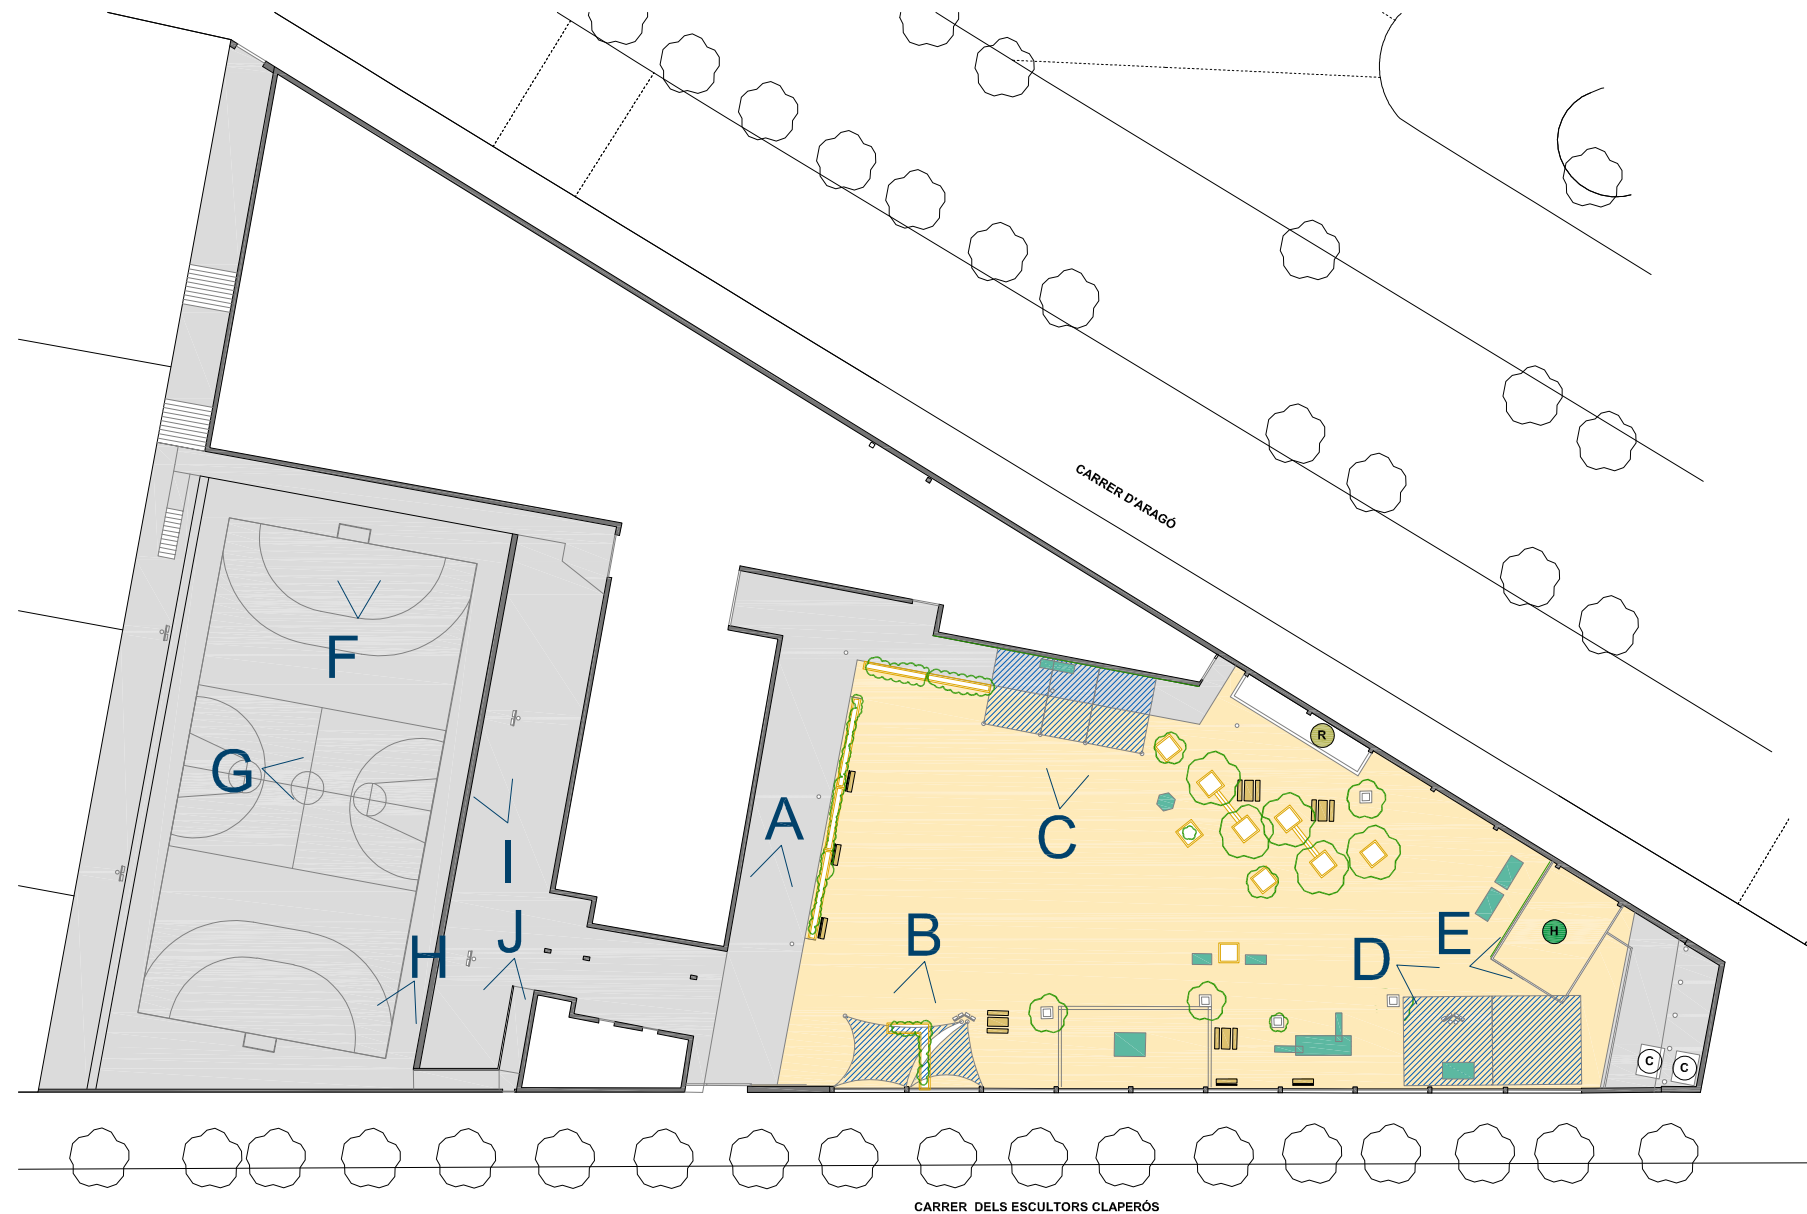 CARRER D'ARAGÓ
F
R
G
A
C
I
B
J
H
D
E
H
C
C
CARRER DELS ESCULTORS CLAPERÓS